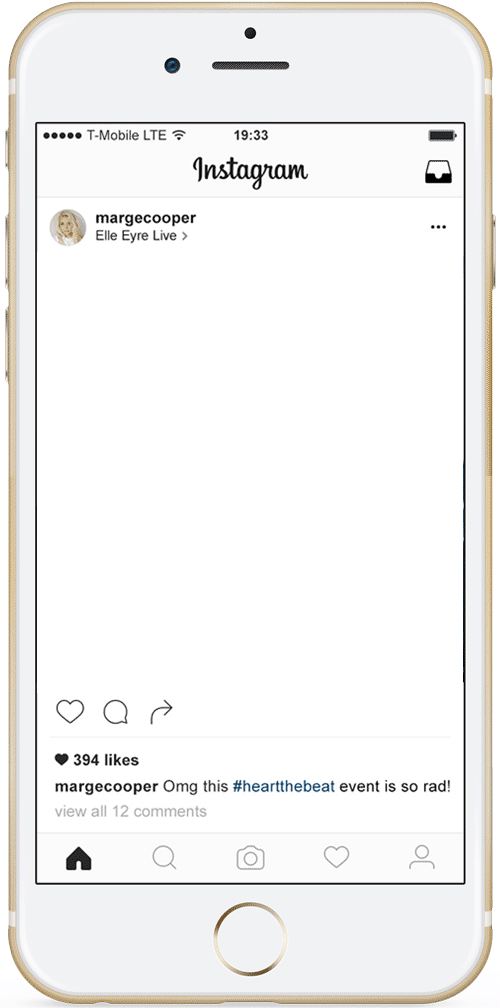 T-Mobile LTE 19:33
Instagram
margecooper
Elle Eyre Live >
394 likes
margecooper Omg this #heartthebeat event is so rad!
view all 12 comments